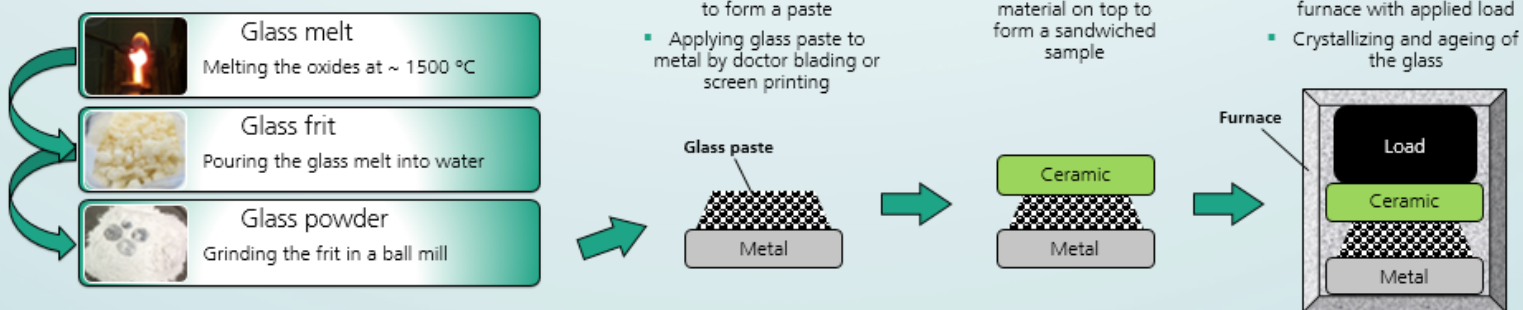 Glass melt
Melting the oxides at ~ 1500 ºC
Glass frit
Pouring the glass melt into water
Glass powder
Grinding the frit in a ball mill
to form a paste
▪ Applying glass paste to
metal by doctor blading or
screen printing
Glass paste
Metal
material on top to
form a sandwiched
sample
Ceramic
Metal
furnace with applied load
▪ Crystallizing and ageing of
the glass
Furnace
Load
Ceramic
Metal